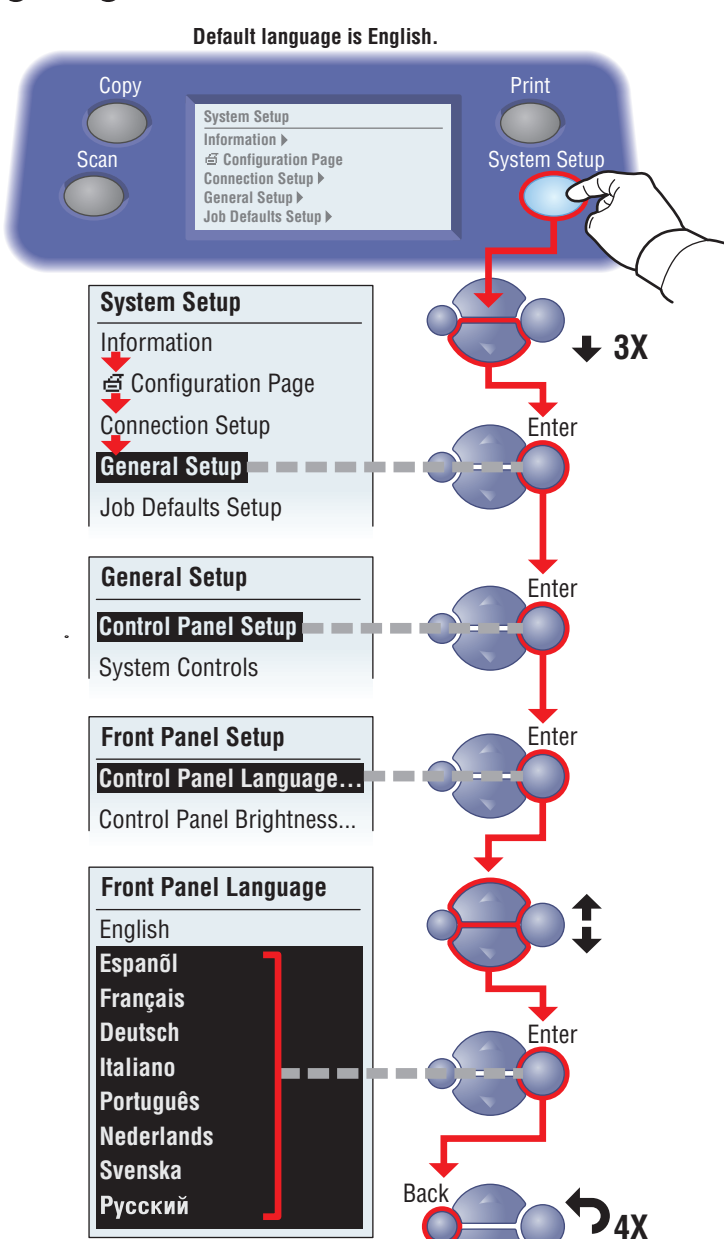 Default language is English.
Copy
Print
Scan
System Setup
System Setup
Information
Configuration Page
Connection Setup
General Setup
Job Defaults Setup
3X
System Setup
Information
Configuration Page
Connection Setup
General Setup
Job Defaults Setup
Enter
General Setup
Control Panel Setup
System Controls
Enter
Front Panel Setup
Control Panel Language...
Control Panel Brightness...
Enter
Front Panel Language
English
Espanõl
Français
Deutsch
Italiano
Português
Nederlands
Svenska
Русский
Enter
Back
4X